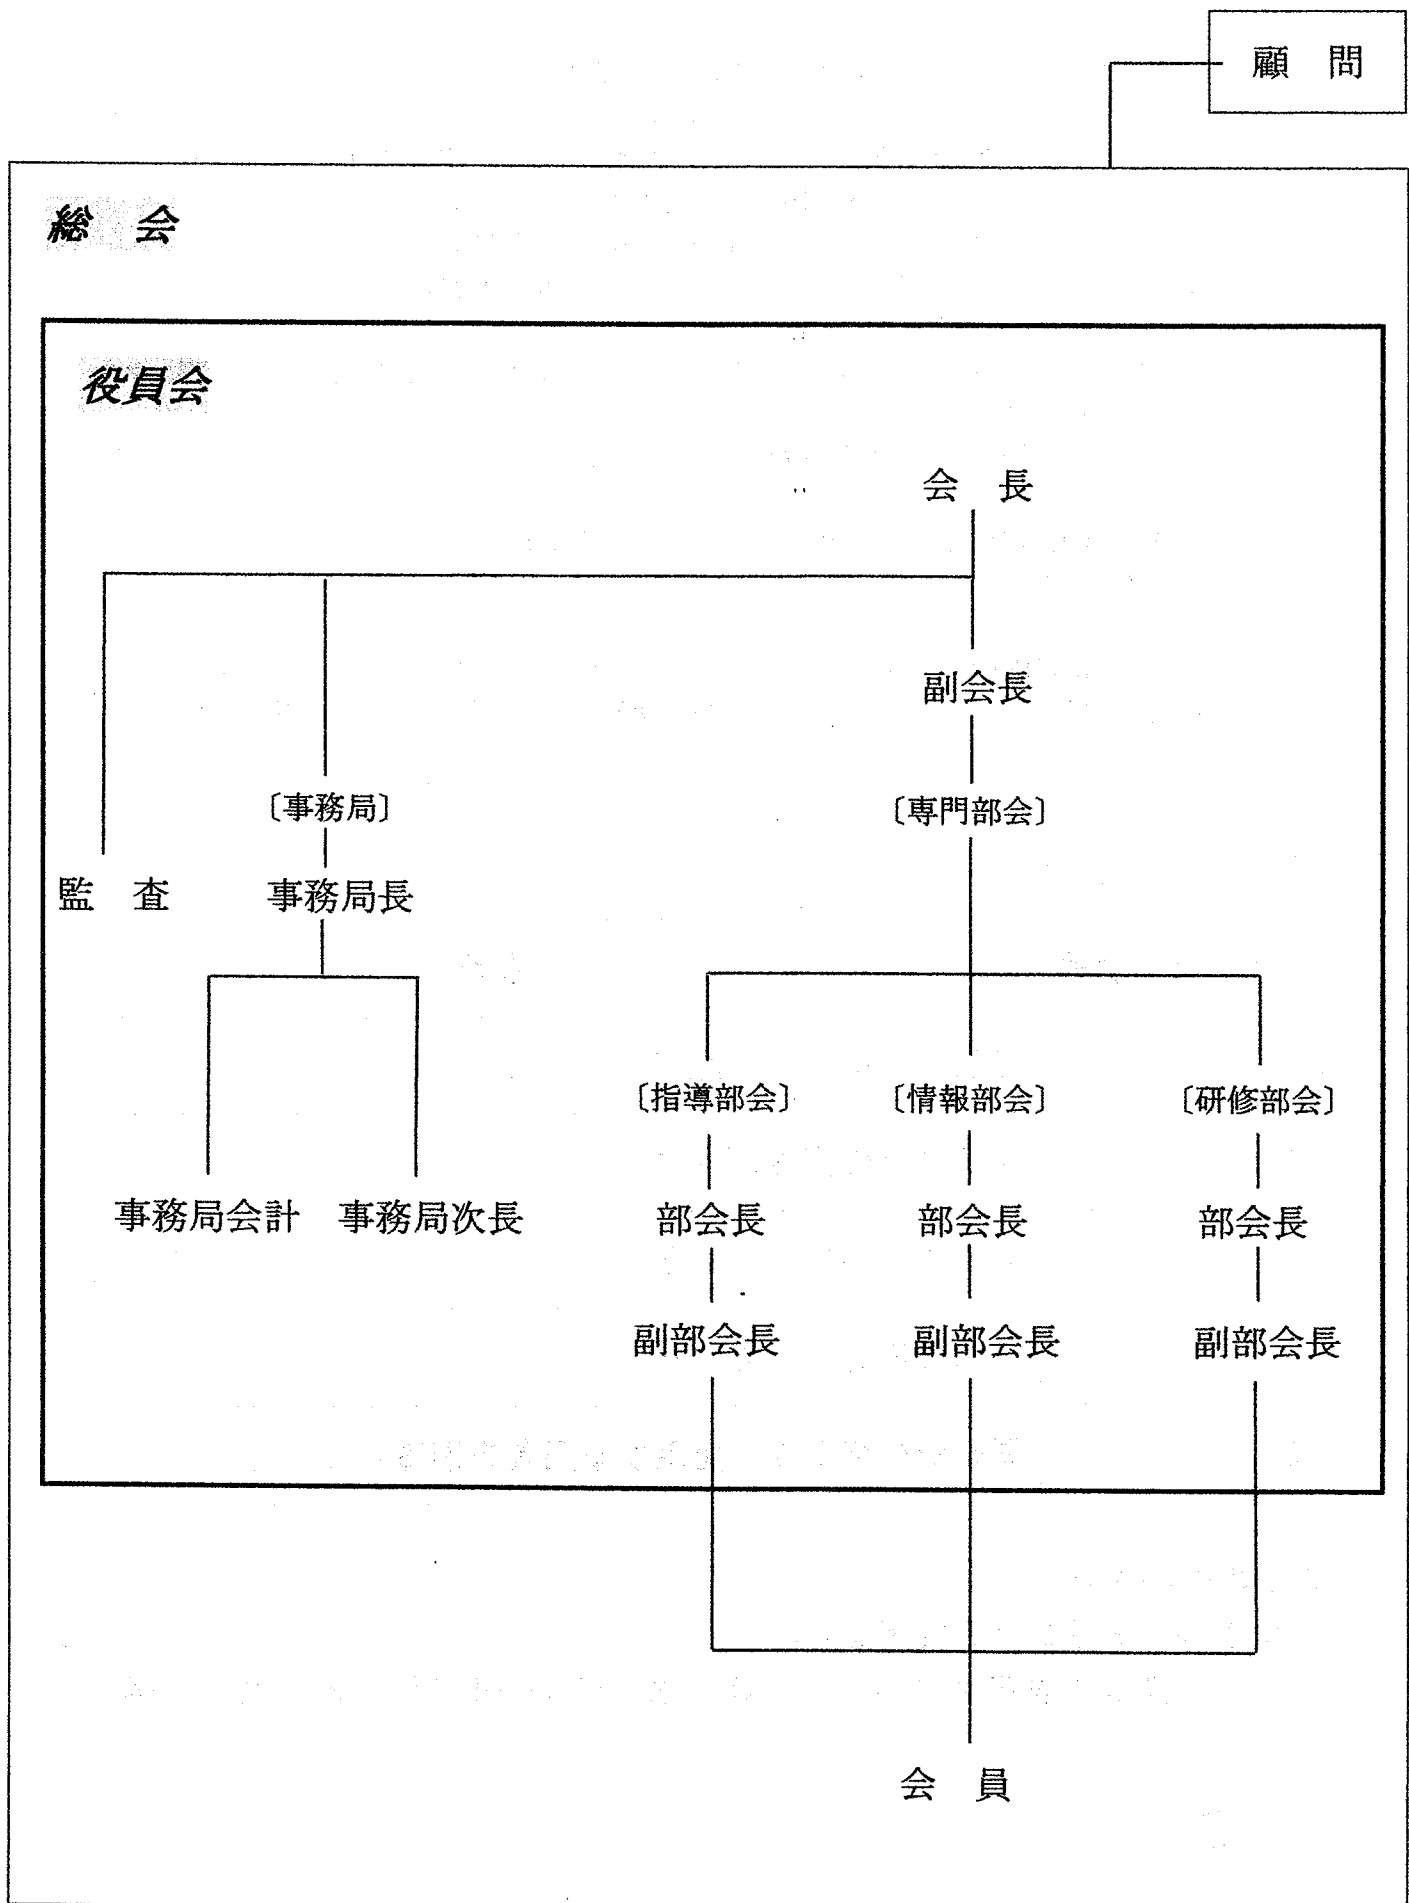 顧　問
総　会
役員会
会　長
副会長
〔事務局〕
〔専門部会〕
監　査
事務局長
〔指導部会〕
〔情報部会〕
〔研修部会〕
事務局会計
事務局次長
部会長
部会長
部会長
副部会長
副部会長
副部会長
会　員